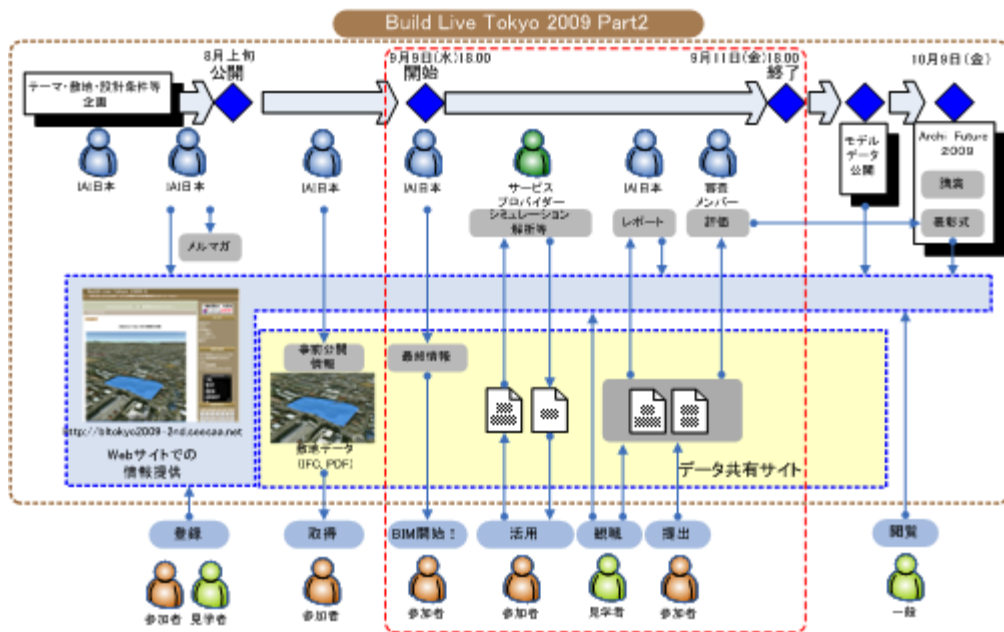 Build Live Tokyo 2009 Part2
8月上旬
公開
9月9日(水)18:00
開始
9月11日(金)18:00
終了
10月9日(金)
テーマ・敷地・設計条件等
企画
モデル
データ
公開
Archi Future
2009
講演
表彰式
IAI日本
IAI日本
IAI日本
IAI日本
サービス
プロバイダー
IAI日本
審査
メンバー
シミュレーション
解析等
レポート
評価
メルマガ
事前公開
情報
最終情報
http://bltokyo2009-2nd.seesaa.net
Webサイトでの
情報提供
敷地データ
(IFC, PDF)
データ共有サイト
登録
取得
BIM開始!
活用
観戦
提出
閲覧
参加者
見学者
参加者
参加者
参加者
見学者
参加者
一般